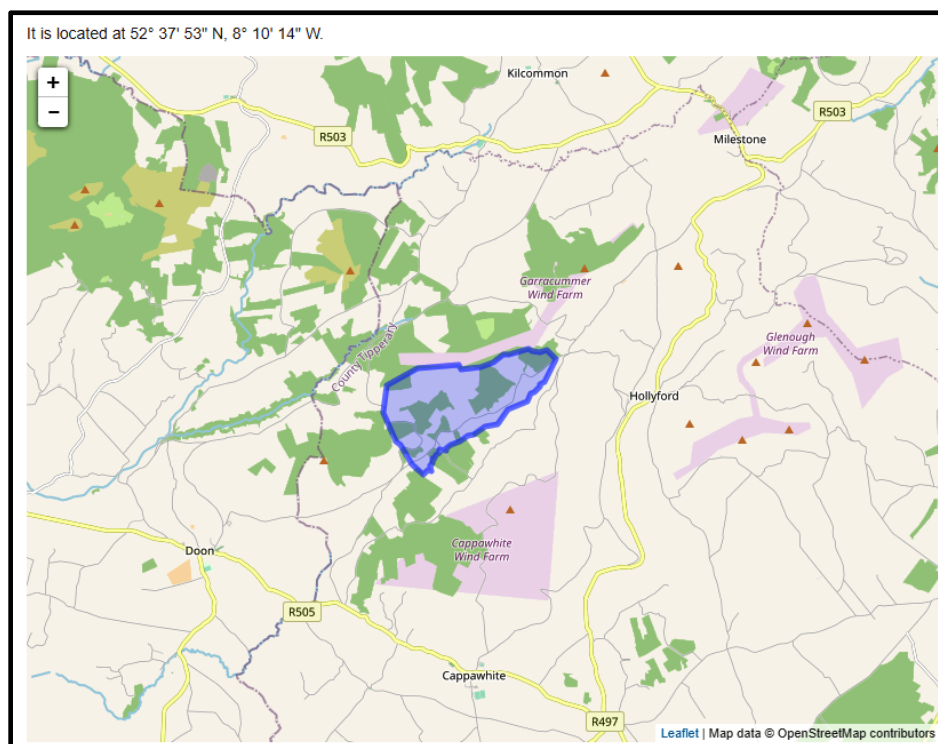 It is located at 52° 37' 53" N, 8° 10' 14" W.
+
−
Kilcommon
R503
R503
Milestone
Garracummer
Wind Farm
County Tipperary
Glenough
Wind Farm
Hollyford
Cappawhite
Wind Farm
Doon
R505
Cappawhite
R497
Leaflet | Map data © OpenStreetMap contributors